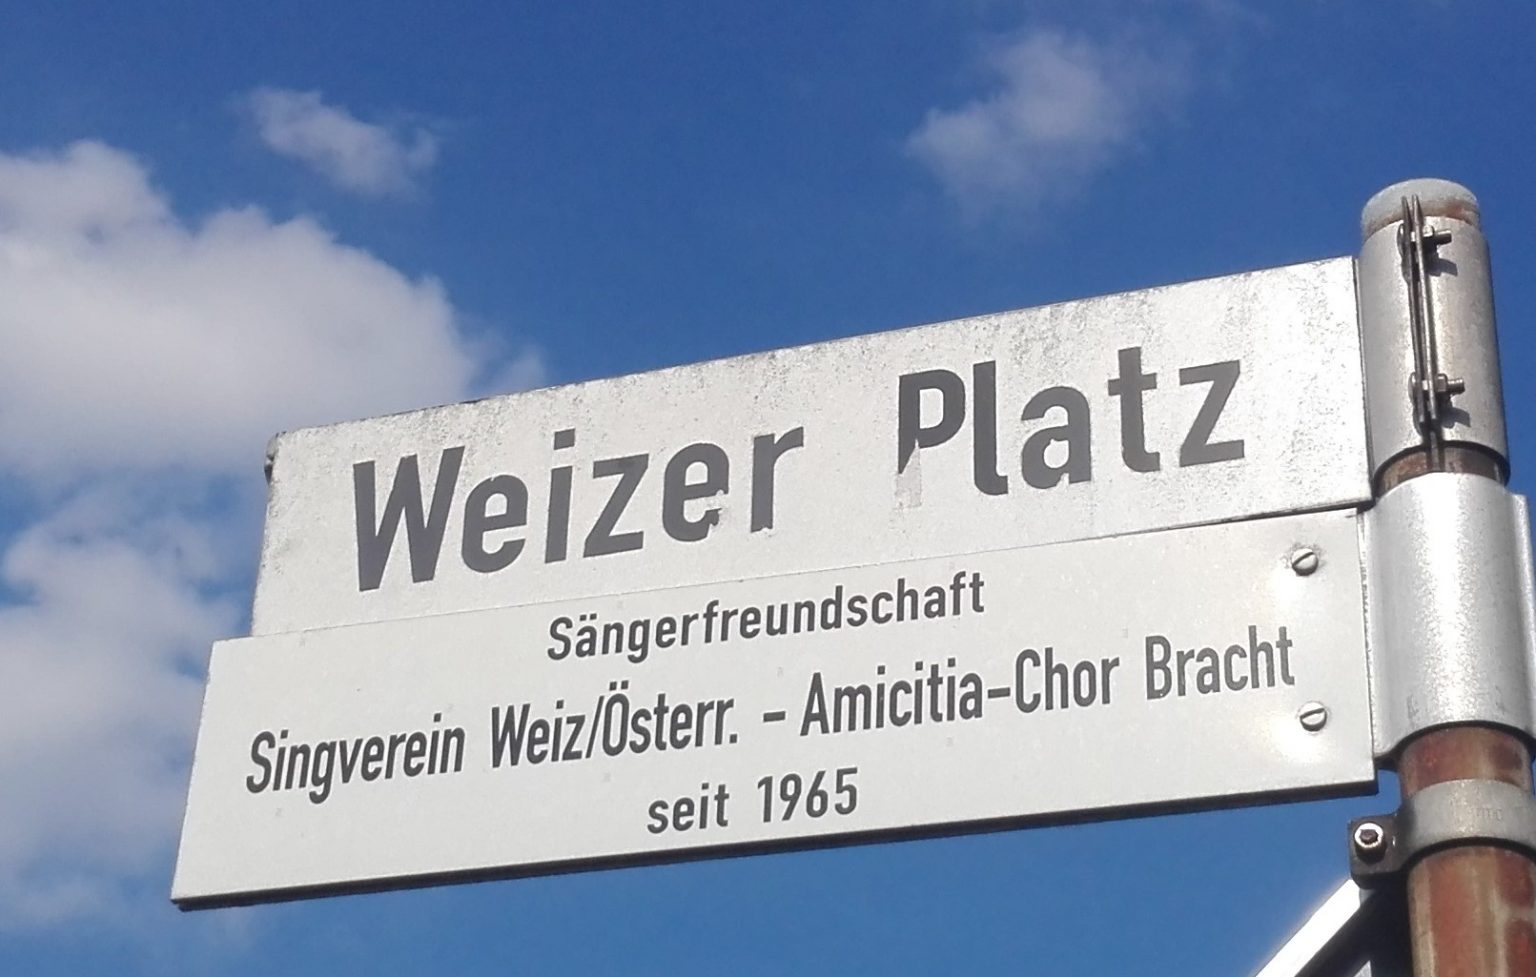 Weizer Platz
Sängerfreundschaft
Singverein Weiz/Österr. - Amicitia-Chor Bracht
seit 1965